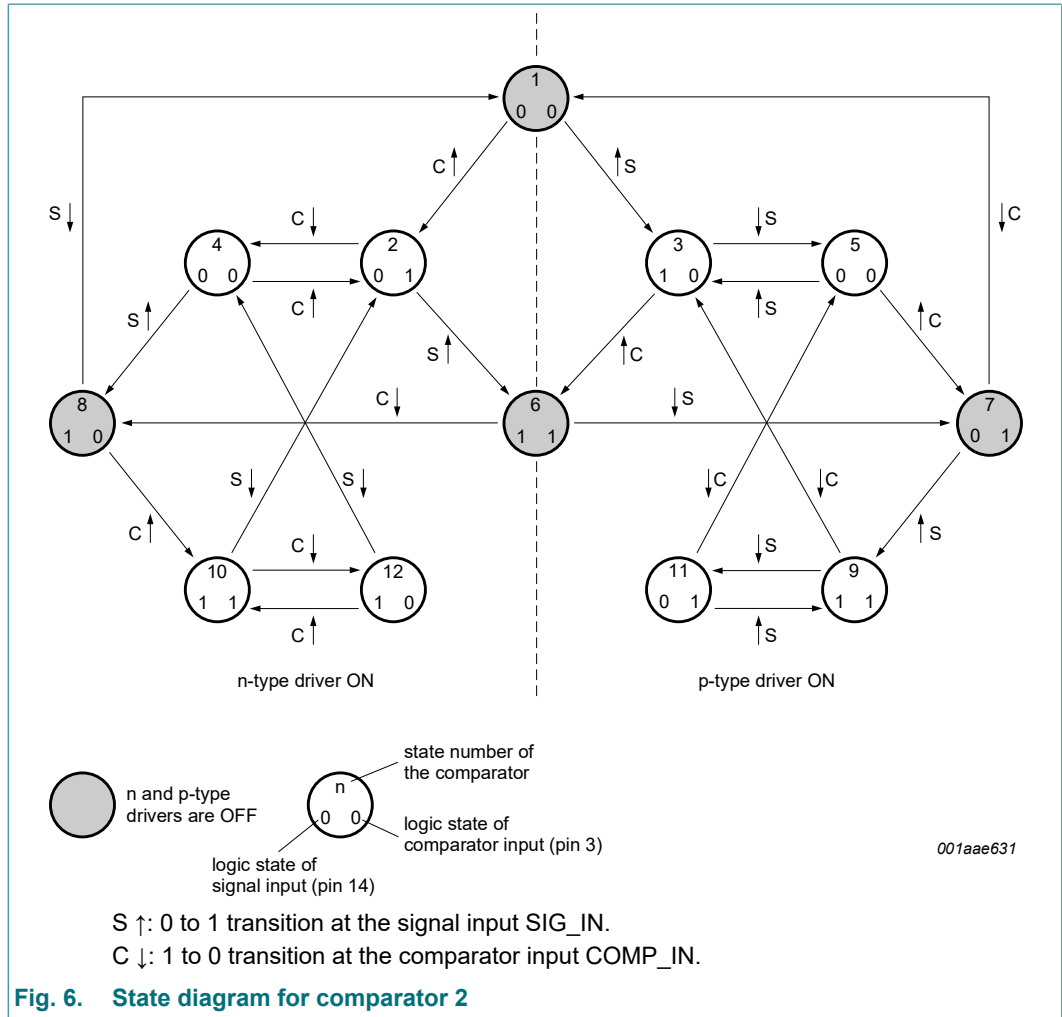 1
0 0
C ↑
↑ S
S ↓
↓ C
C ↓
↓ S
4
0 0
2
0 1
3
1 0
5
0 0
C ↑
↑ S
S ↑
S ↑
↑ C
↑ C
C ↓
↓ S
8
1 0
6
1 1
7
0 1
S ↓
S ↓
↓ C
↓ C
C ↑
↑ S
C ↓
↓ S
10
1 1
12
1 0
11
0 1
9
1 1
C ↑
↑ S
n-type driver ON
p-type driver ON
n and p-type
drivers are OFF
state number of
the comparator
n
0 0
logic state of
comparator input (pin 3)
logic state of
signal input (pin 14)
001aae631
S ↑: 0 to 1 transition at the signal input SIG_IN.
C ↓: 1 to 0 transition at the comparator input COMP_IN.
Fig. 6. State diagram for comparator 2